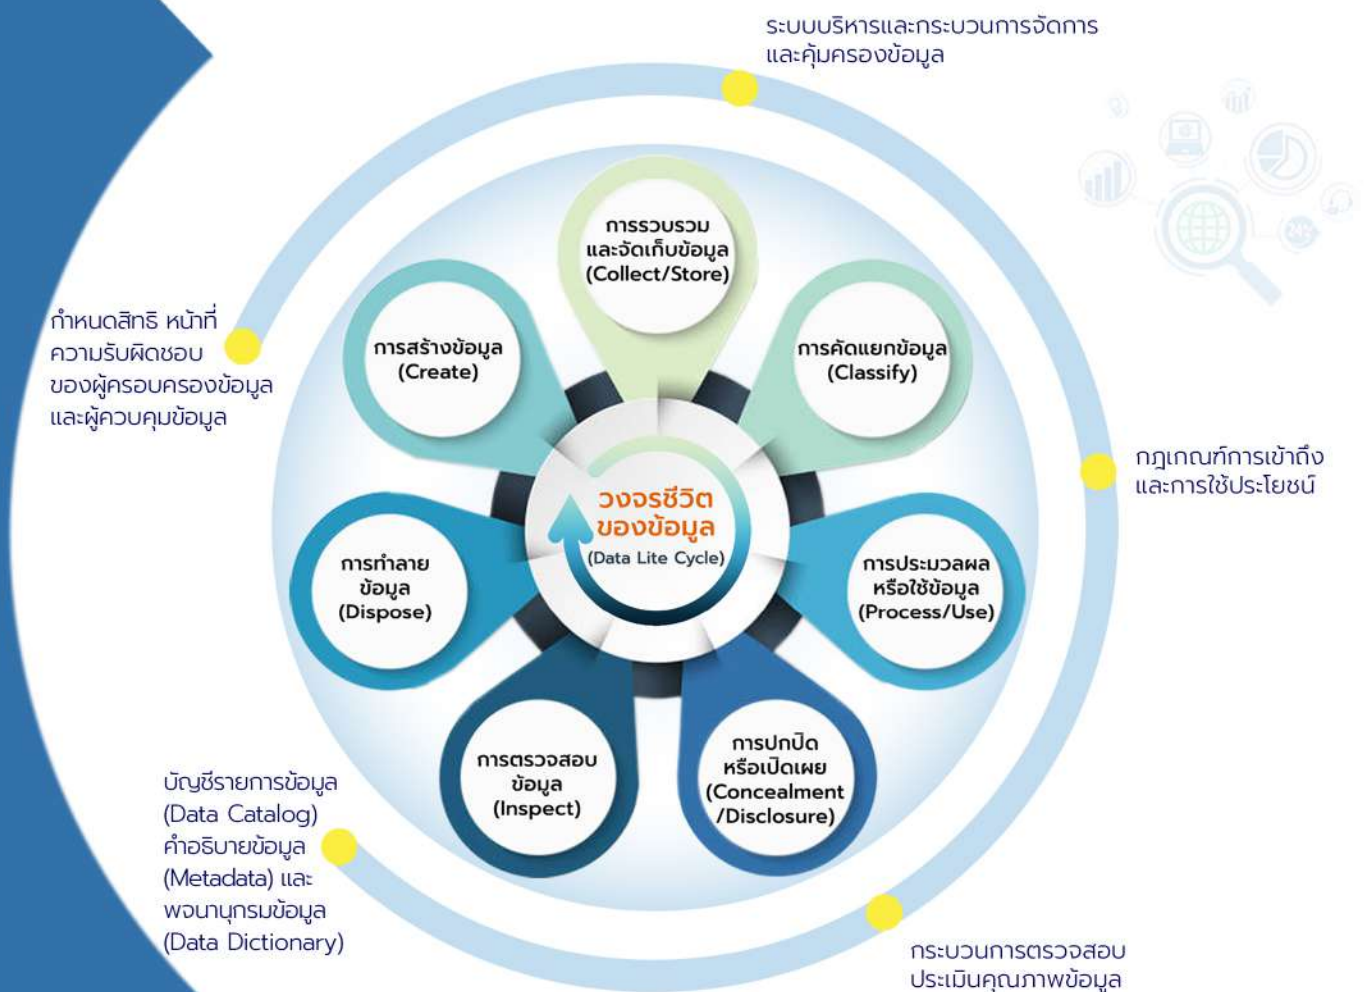 ระบบบริหารและกระบวนการจัดการ
และคุ้มครองข้อมูล
การรวบรวม
และจัดเก็บข้อมูล
(Collect/Store)
การคัดแยกข้อมูล
(Classify)
กฎเกณฑ์การเข้าถึง
และการใช้ประโยชน์
การประมวลผล
หรือใช้ข้อมูล
(Process/Use)
การปกปิด
หรือเปิดเผย
(Concealment
/Disclosure)
กระบวนการตรวจสอบ
ประเมินคุณภาพข้อมูล
การตรวจสอบ
ข้อมูล
(Inspect)
บัญชีรายการข้อมูล
(Data Catalog)
คำอธิบายข้อมูล
(Metadata) และ
พจนานุกรมข้อมูล
(Data Dictionary)
การทำลาย
ข้อมูล
(Dispose)
การสร้างข้อมูล
(Create)
กำหนดสิทธิ หน้าที่
ความรับผิดชอบ
ของผู้ครอบครองข้อมูล
และผู้ควบคุมข้อมูล
วงจรชีวิต
ของข้อมูล
(Data Lite Cycle)